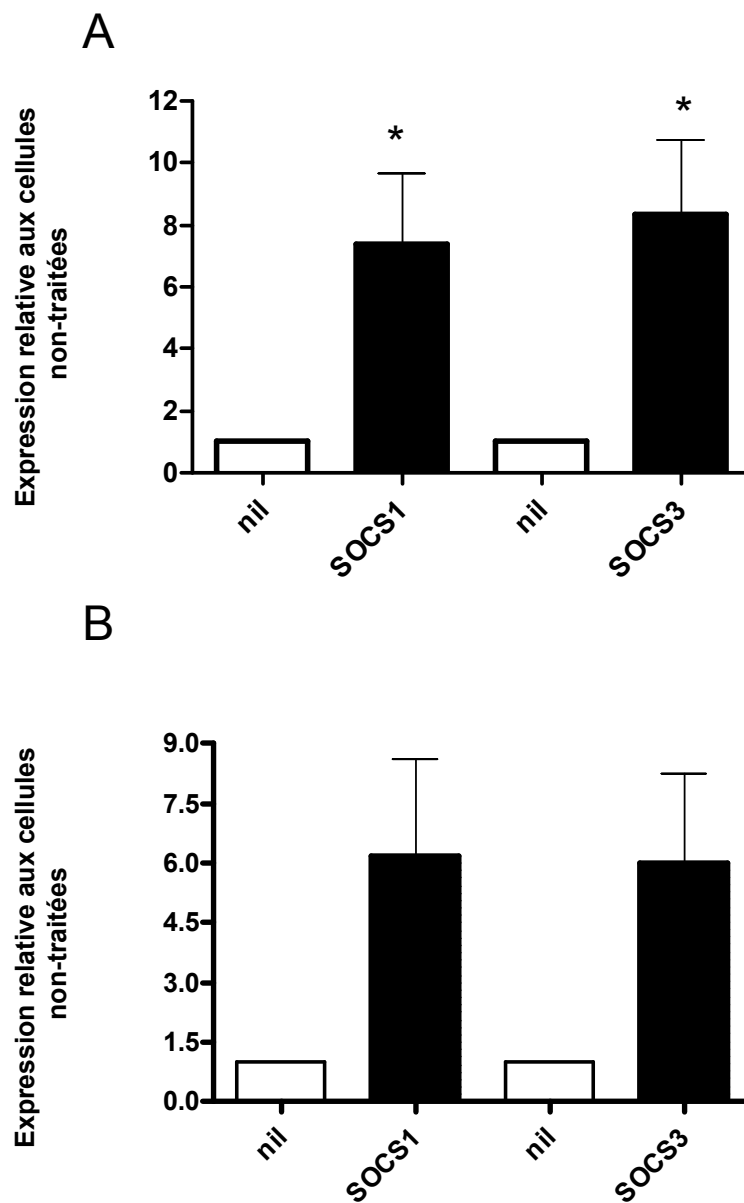 A
Expression relative aux cellules
non-traitées
12
10
8
6
4
2
0
*
*
nil
SOCS1
nil
SOCS3
B
Expression relative aux cellules
non-traitées
9.0
7.5
6.0
4.5
3.0
1.5
0.0
nil
SOCS1
nil
SOCS3